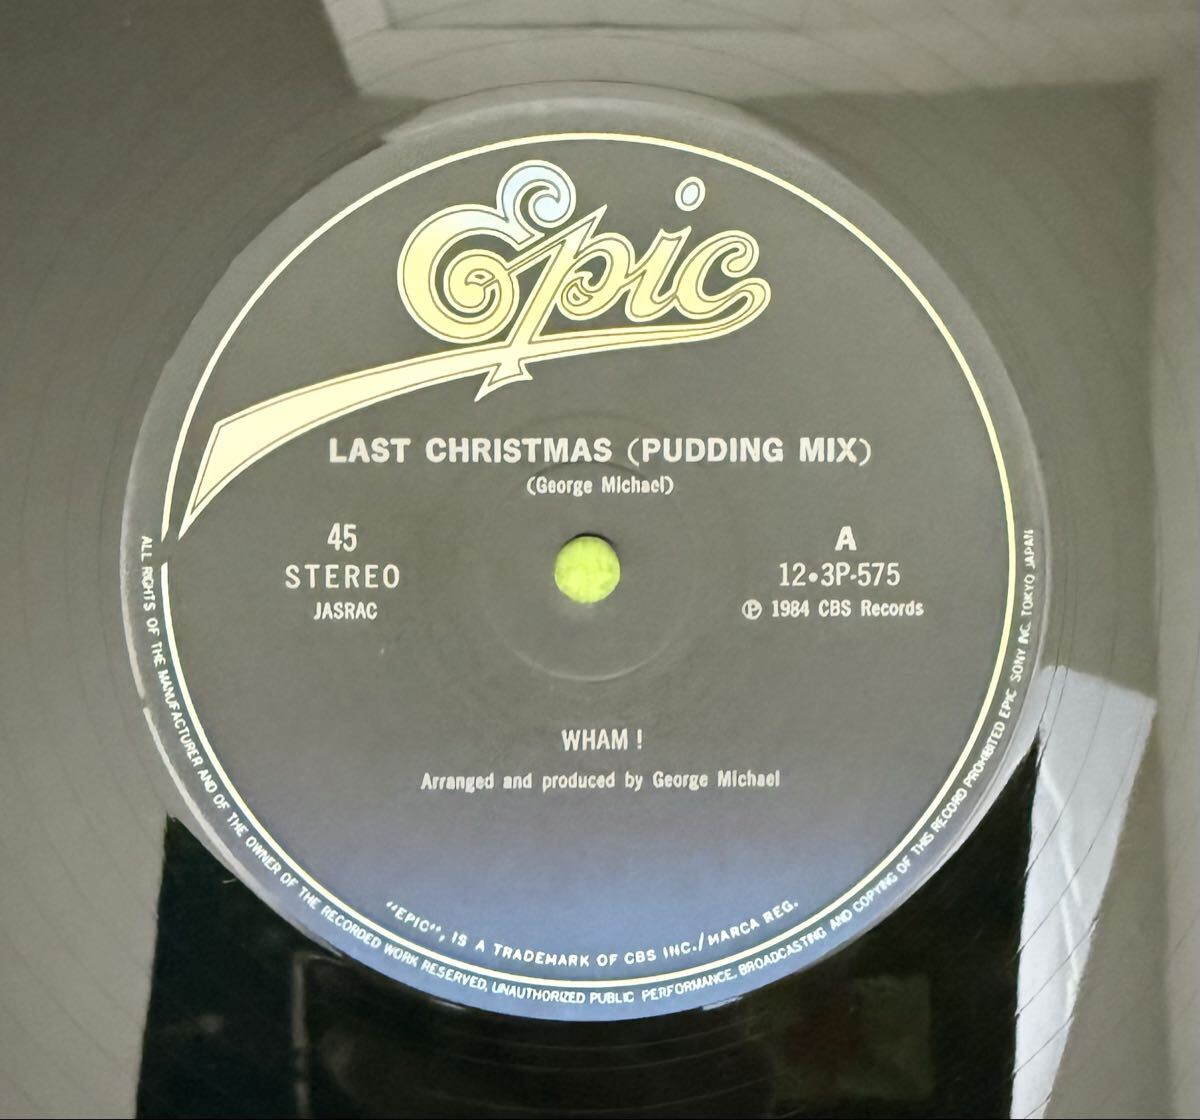 Epic
LAST CHRISTMAS (PUDDING MIX)
(George Michael)
45
STEREO
JASRAC
A
12•3P-575
Ⓟ 1984 CBS Records
WHAM!
Arranged and produced by George Michael
“EPIC”, IS A TRADEMARK OF CBS INC./MARCA REG.
ALL RIGHTS OF THE MANUFACTURER AND OF THE OWNER OF THE RECORDED WORK RESERVED, UNAUTHORIZED PUBLIC PERFORMANCE, BROADCASTING AND COPYING OF THIS RECORD PROHIBITED EPIC SONY INC. TOKYO JAPAN